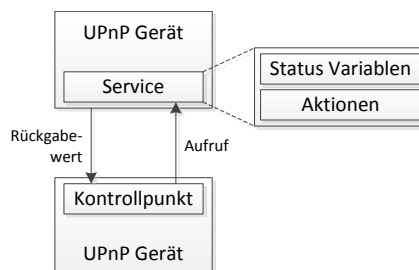 UPnP Gerät
Service
Status Variablen
Aktionen
Rückgabe-
wert
Aufruf
Kontrollpunkt
UPnP Gerät